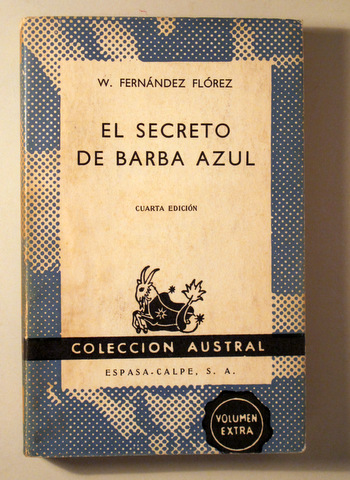 W. FERNÁNDEZ FLÓREZ
EL SECRETO
DE BARBA AZUL
CUARTA EDICIÓN
COLECCION AUSTRAL
ESPASA-CALPE, S. A.
VOLUMEN
EXTRA